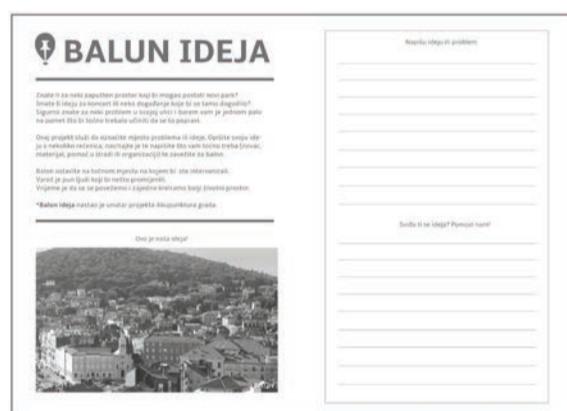 BALUN IDEJA
Znate li za neki zapušten prostor koji bi mogao postati novi park?
Imate li ideju za koncert ili neko događanje koje bi se tamo dogodilo?
Sigurno znate za neki problem u svojoj ulici i barem vam je jednom palo
na pamet što bi točno trebalo učiniti da se to popravi.
Ovaj projekt služi da označite mjesto problema ili ideje. Opišite svoju ide-
ju s nekoliko rečenica, nacrtajte je te napišite što vam točno treba (novac,
materijal, pomoć u izradi ili organizaciji) te zavežite za balon.
Balon ostavite na točnom mjestu na kojem bi ste intervenirali.
Varoš je pun ljudi koji bi nešto promijenili.
Vrijeme je da se povežemo i zajedno kreiramo bolji životni prostor.
*Balun ideja nastao je unutar projekta Akupunktura grada.
Ovo je naša ideja!
Napišu ideju ili problem
Sviđa ti se ideja? Pomozi nam!